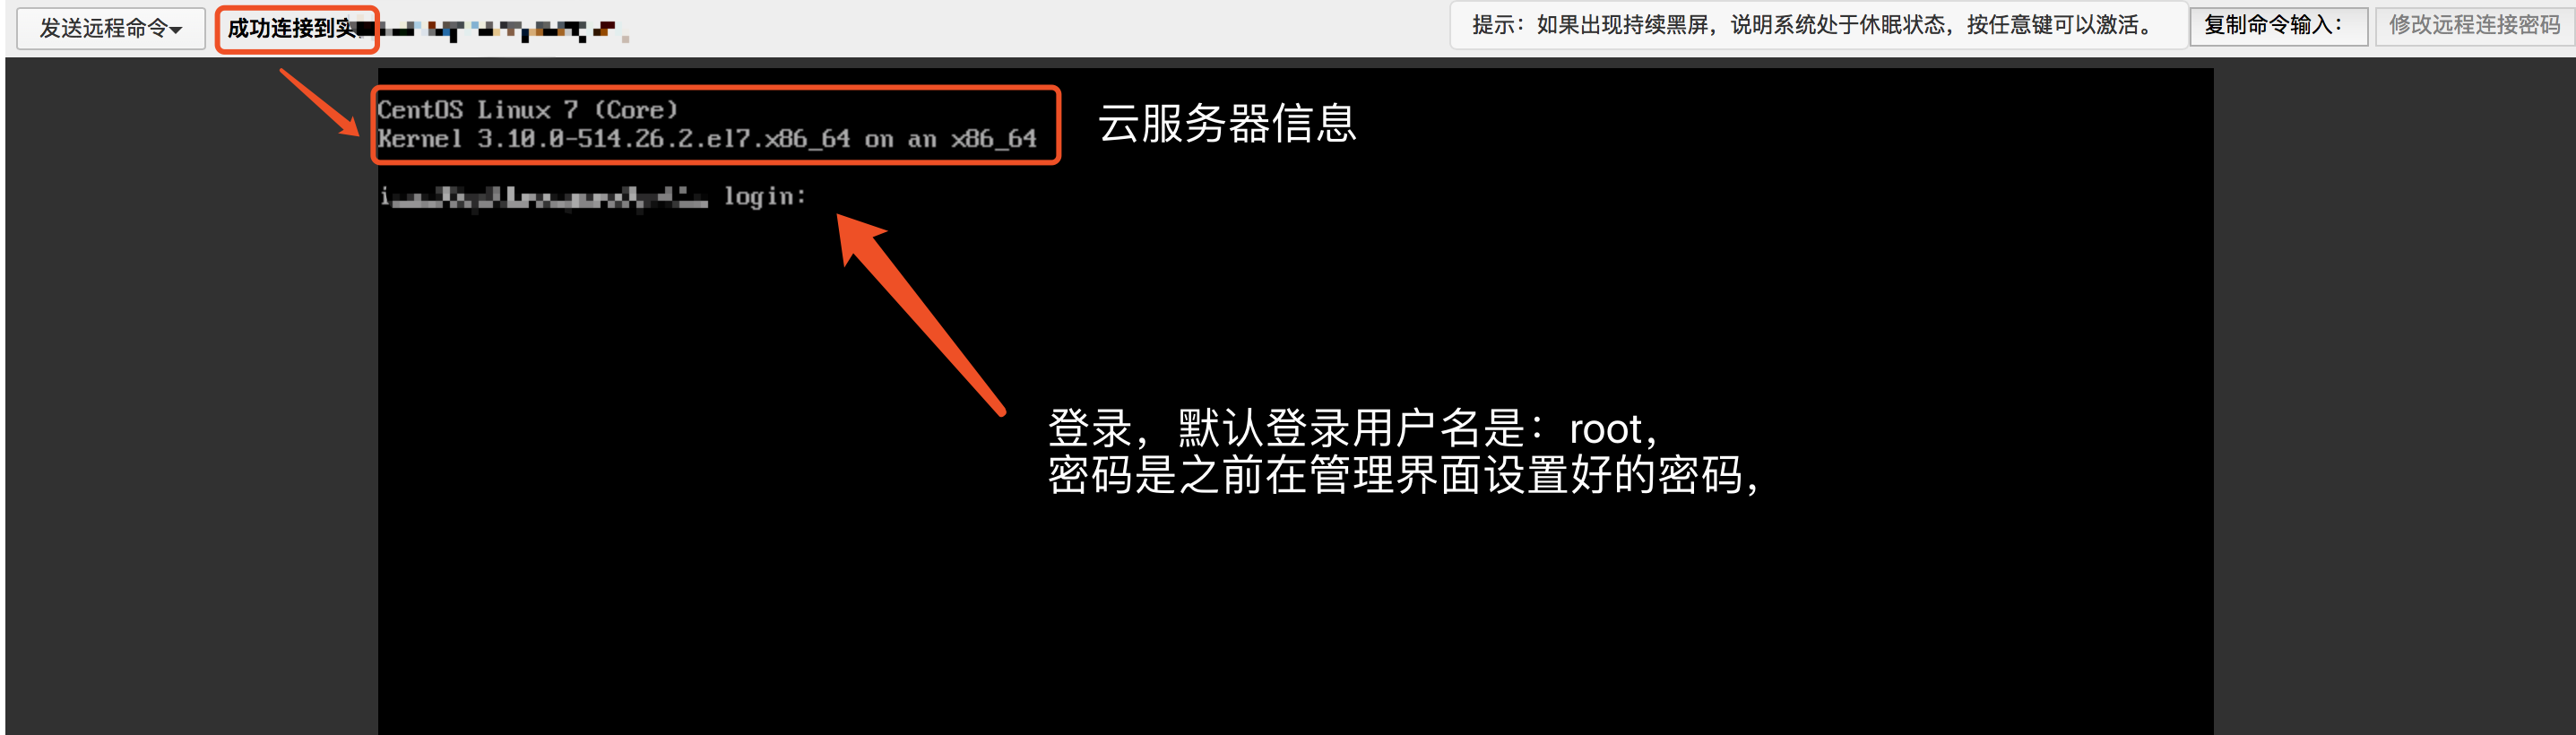 发送远程命令
成功连接到实
提示：如果出现持续黑屏，说明系统处于休眠状态，按任意键可以激活。
复制命令输入：
修改远程连接密码
CentOS Linux 7 (Core)
Kernel 3.10.0-514.26.2.el7.x86_64 on an x86_64
云服务器信息
login:
登录，默认登录用户名是：root，
密码是之前在管理界面设置好的密码，